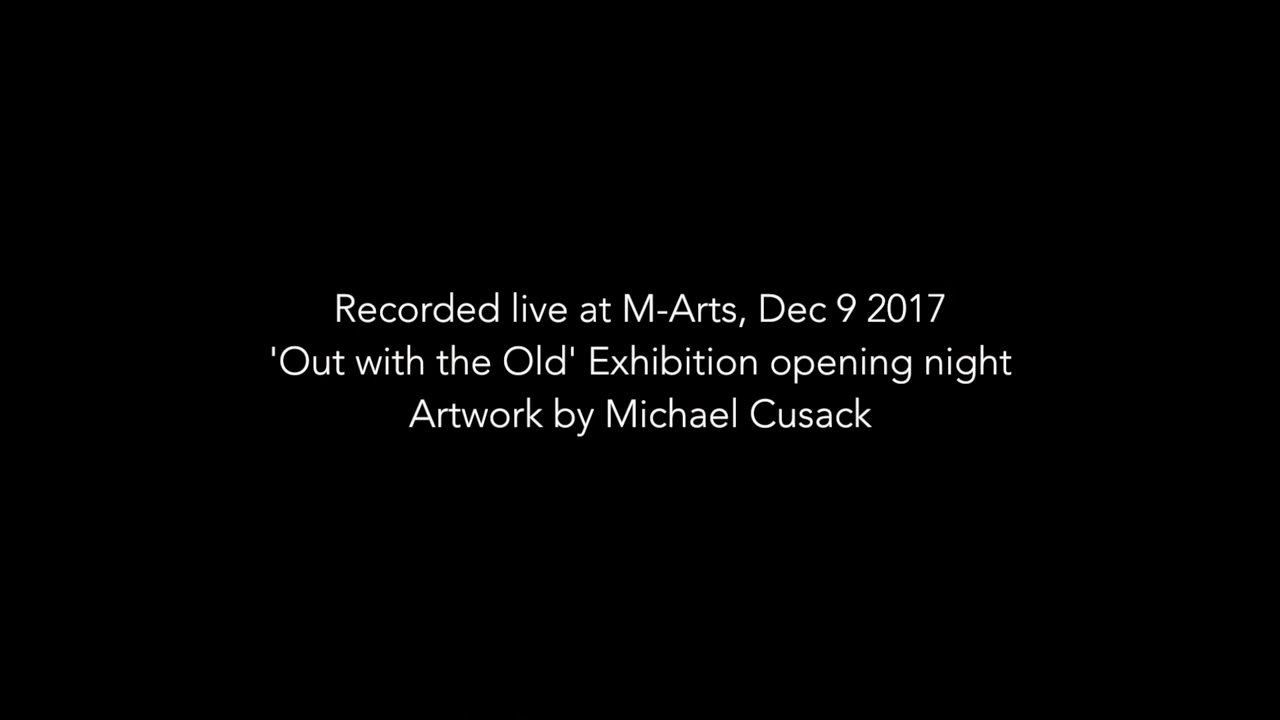 Recorded live at M-Arts, Dec 9 2017
'Out with the Old' Exhibition opening night
Artwork by Michael Cusack